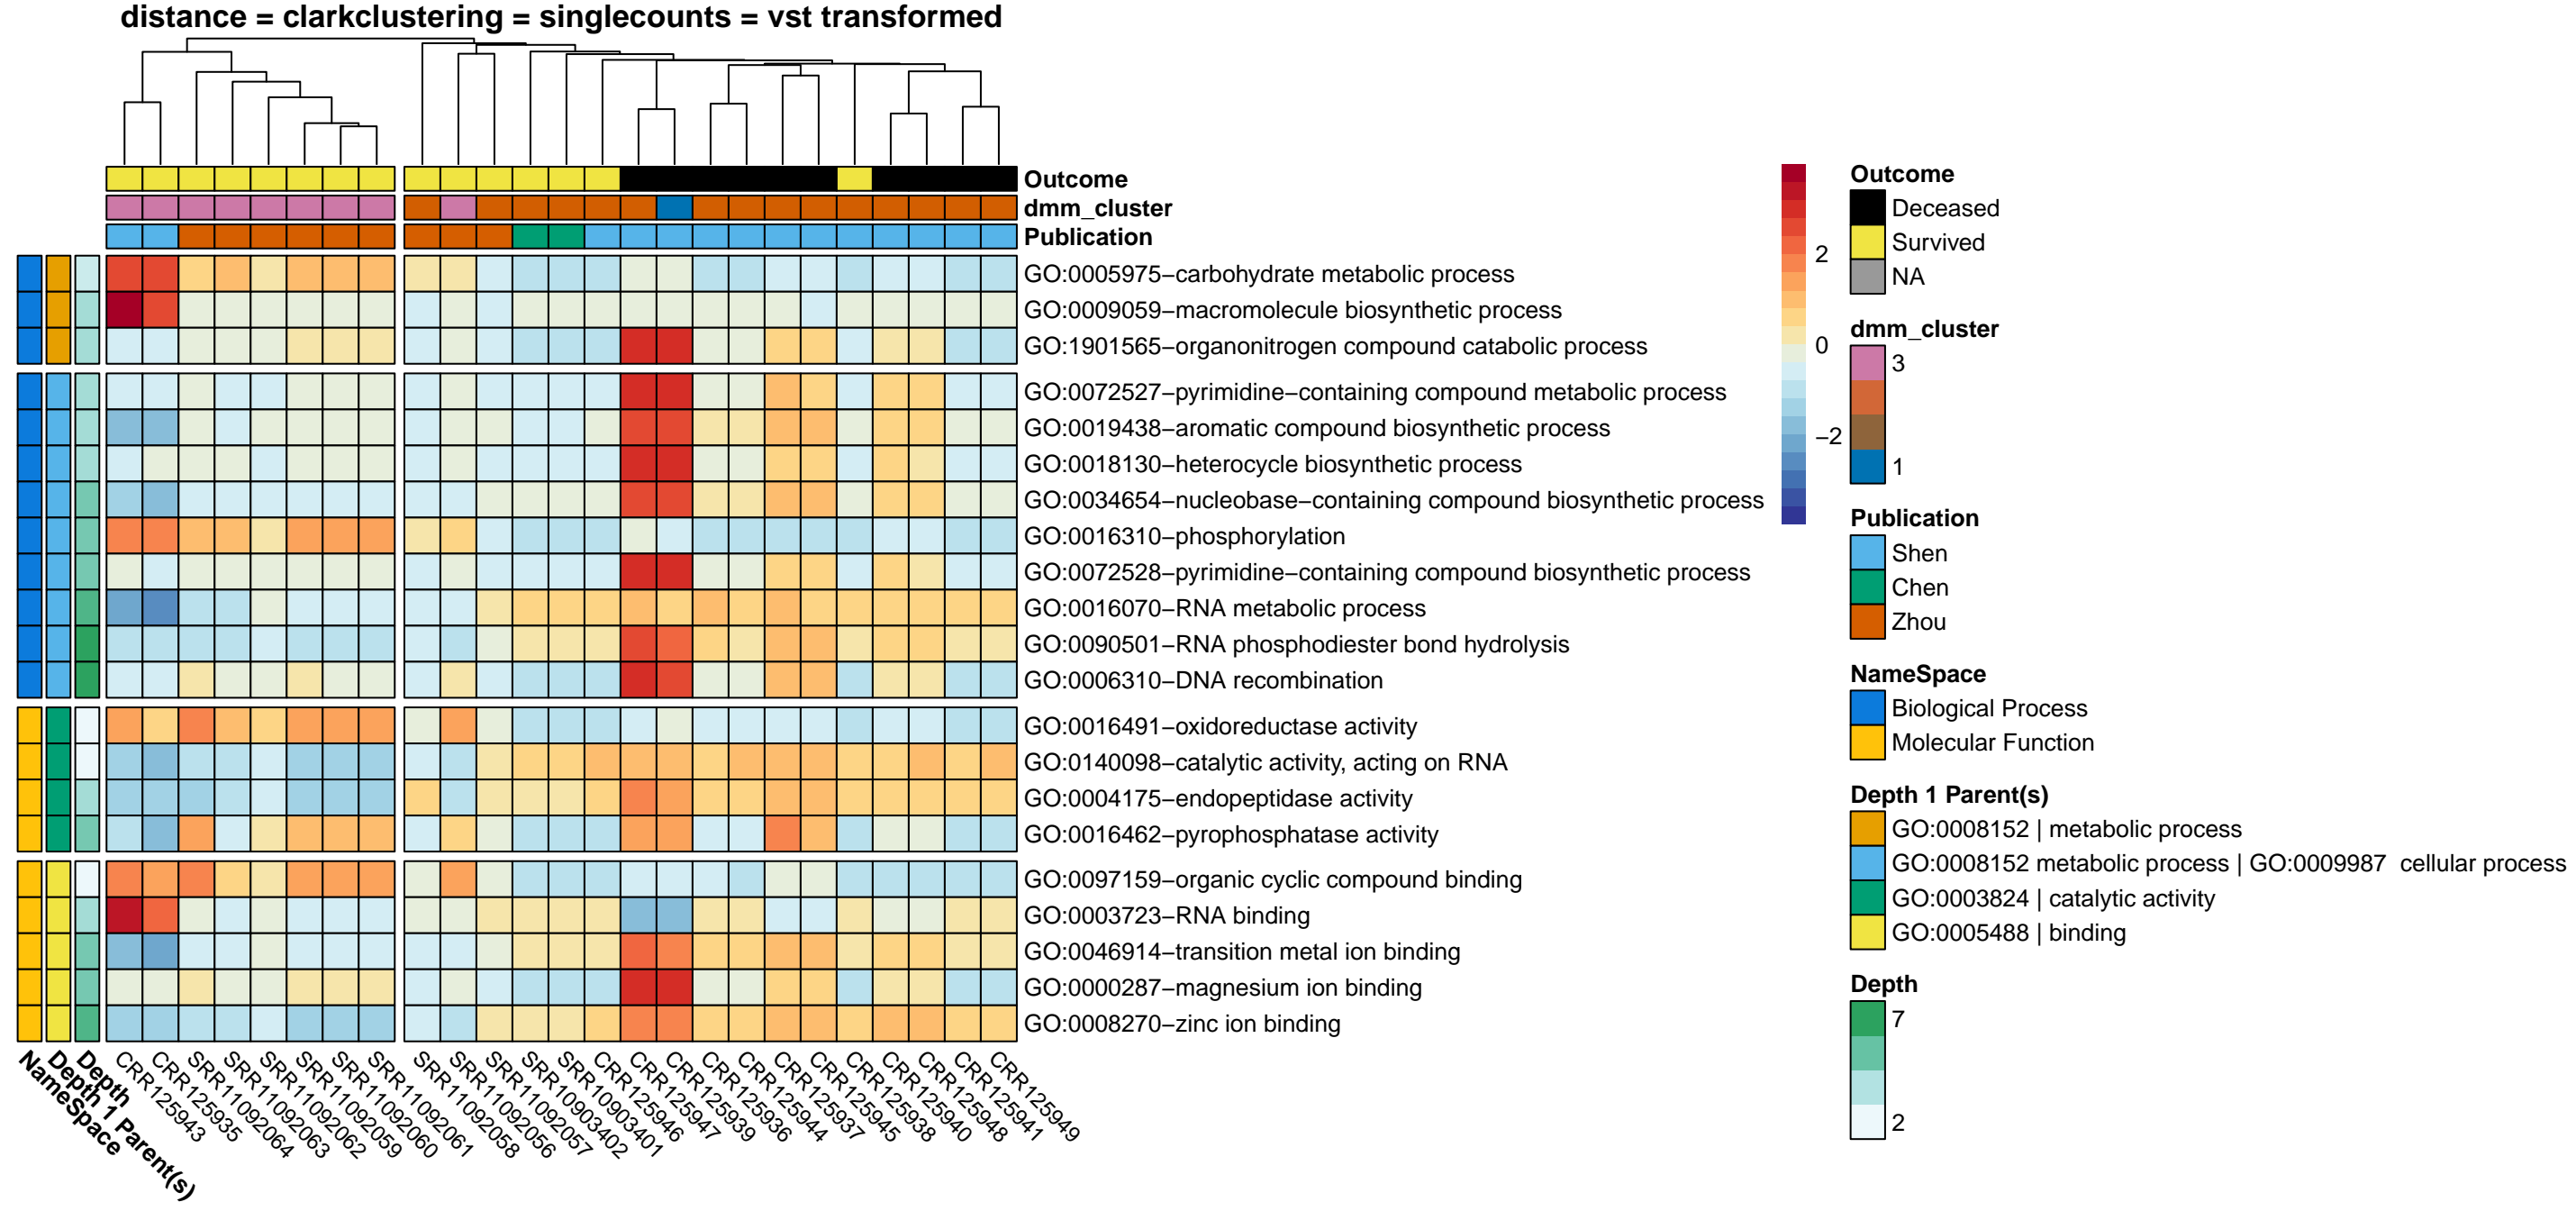 distance = clarkclustering = singlecounts = vst transformed
Outcome
dmm_cluster
Publication
GO:0005975−carbohydrate metabolic process
GO:0009059−macromolecule biosynthetic process
GO:1901565−organonitrogen compound catabolic process
GO:0072527−pyrimidine−containing compound metabolic process
GO:0019438−aromatic compound biosynthetic process
GO:0018130−heterocycle biosynthetic process
GO:0034654−nucleobase−containing compound biosynthetic process
GO:0016310−phosphorylation
GO:0072528−pyrimidine−containing compound biosynthetic process
GO:0016070−RNA metabolic process
GO:0090501−RNA phosphodiester bond hydrolysis
GO:0006310−DNA recombination
GO:0016491−oxidoreductase activity
GO:0140098−catalytic activity, acting on RNA
GO:0004175−endopeptidase activity
GO:0016462−pyrophosphatase activity
GO:0097159−organic cyclic compound binding
GO:0003723−RNA binding
GO:0046914−transition metal ion binding
GO:0000287−magnesium ion binding
GO:0008270−zinc ion binding
NameSpace
Depth 1 Parent(s)
Depth
CRR125943
CRR125935
SRR11092064
SRR11092063
SRR11092062
SRR11092059
SRR11092060
SRR11092061
SRR11092058
SRR11092056
SRR11092057
SRR10903402
SRR10903401
CRR125946
CRR125947
CRR125939
CRR125936
CRR125944
CRR125937
CRR125945
CRR125938
CRR125940
CRR125948
CRR125941
CRR125949
2
0
−2
Outcome
Deceased
Survived
NA
dmm_cluster
3
1
Publication
Shen
Chen
Zhou
NameSpace
Biological Process
Molecular Function
Depth 1 Parent(s)
GO:0008152 | metabolic process
GO:0008152 metabolic process | GO:0009987  cellular process
GO:0003824 | catalytic activity
GO:0005488 | binding
Depth
7
2